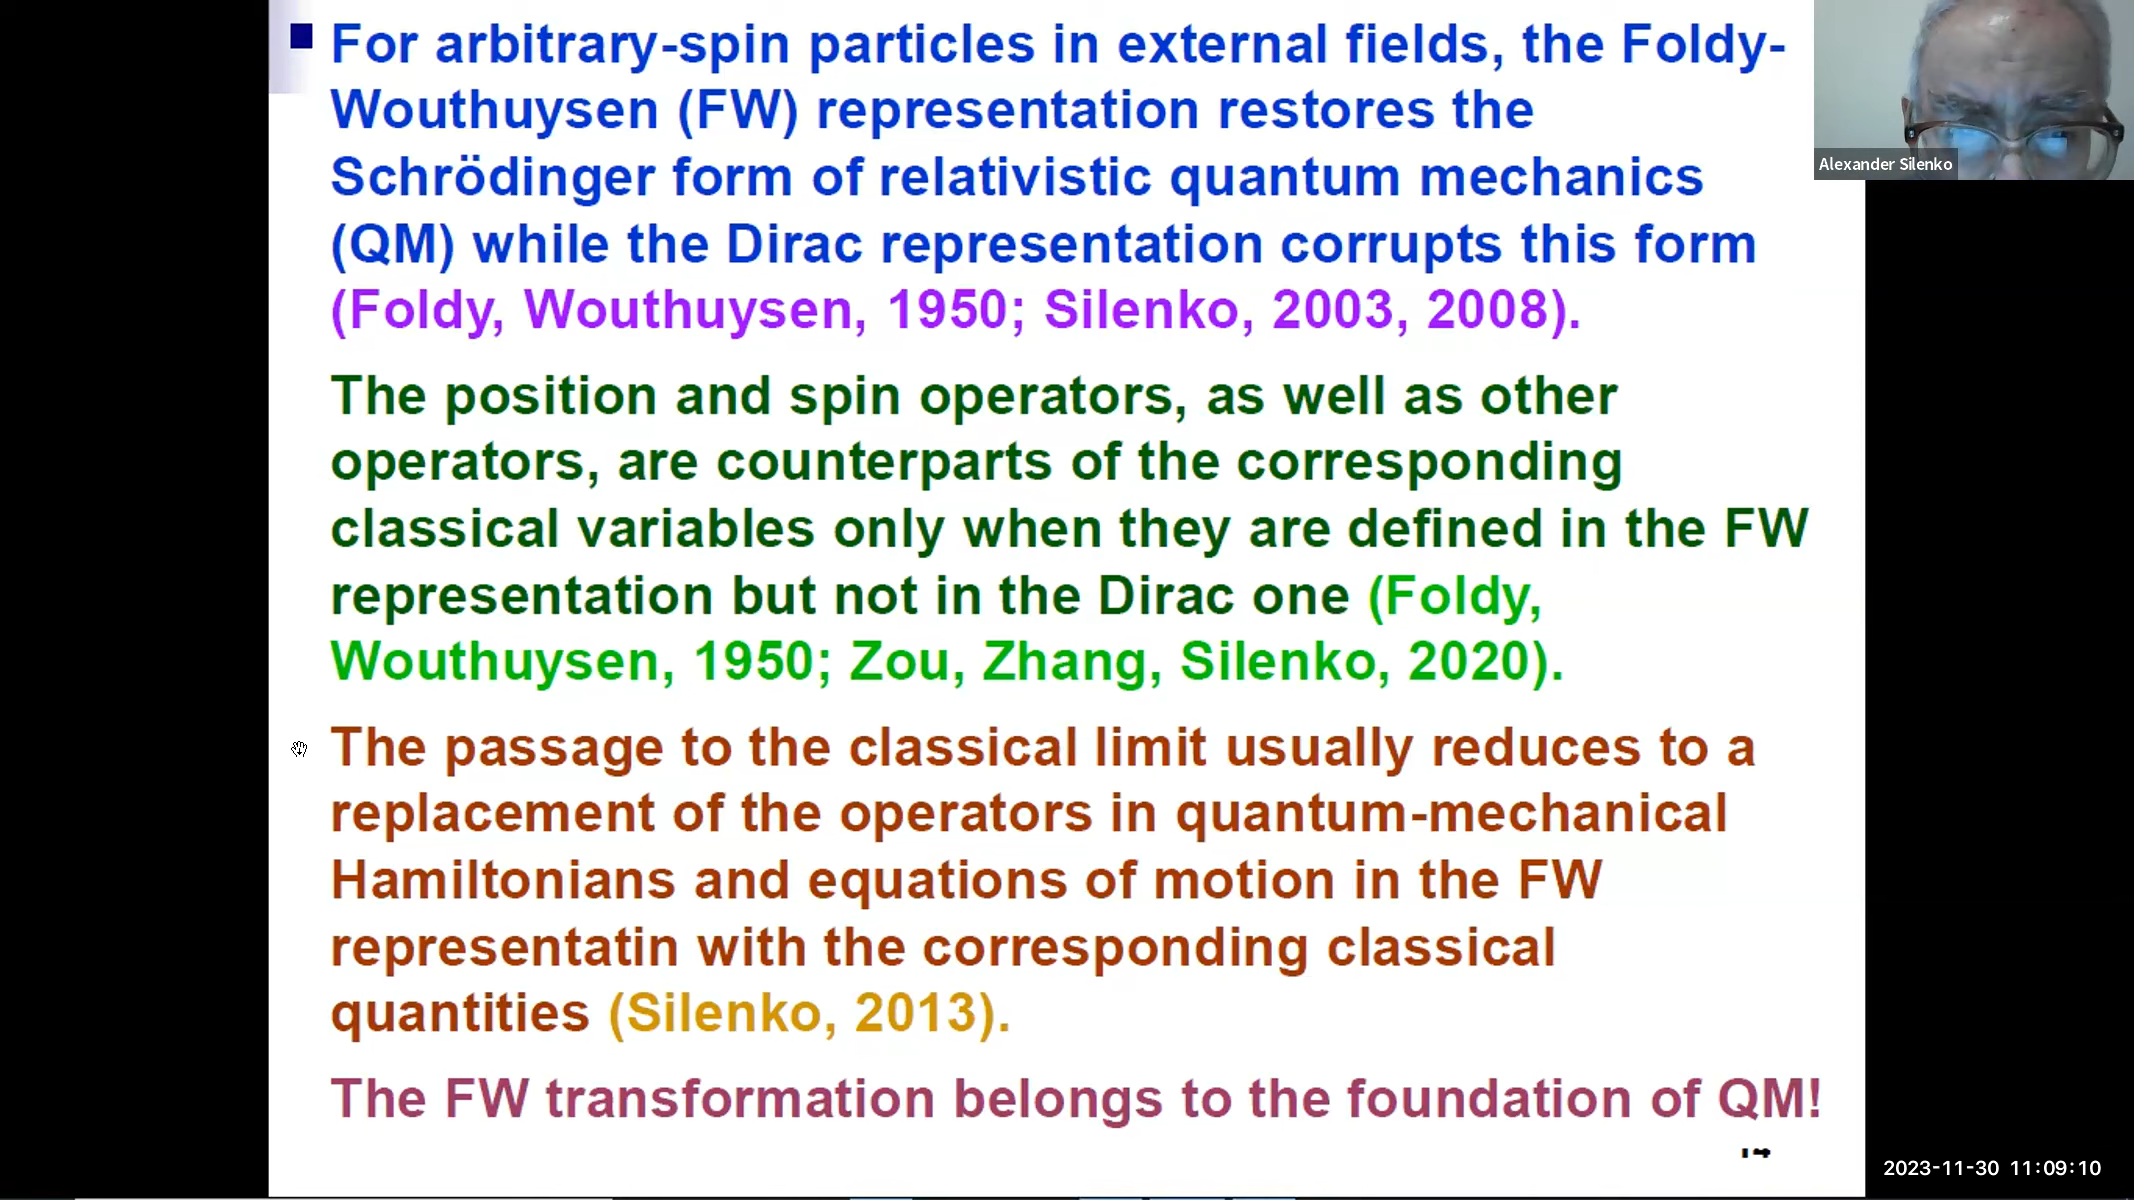 For arbitrary-spin particles in external fields, the Foldy-
Wouthuysen (FW) representation restores the
Schrödinger form of relativistic quantum mechanics
(QM) while the Dirac representation corrupts this form
(Foldy, Wouthuysen, 1950; Silenko, 2003, 2008).
The position and spin operators, as well as other
operators, are counterparts of the corresponding
classical variables only when they are defined in the FW
representation but not in the Dirac one (Foldy,
Wouthuysen, 1950; Zou, Zhang, Silenko, 2020).
The passage to the classical limit usually reduces to a
replacement of the operators in quantum-mechanical
Hamiltonians and equations of motion in the FW
representatin with the corresponding classical
quantities (Silenko, 2013).
The FW transformation belongs to the foundation of QM!
Alexander Silenko
2023-11-30 11:09:10